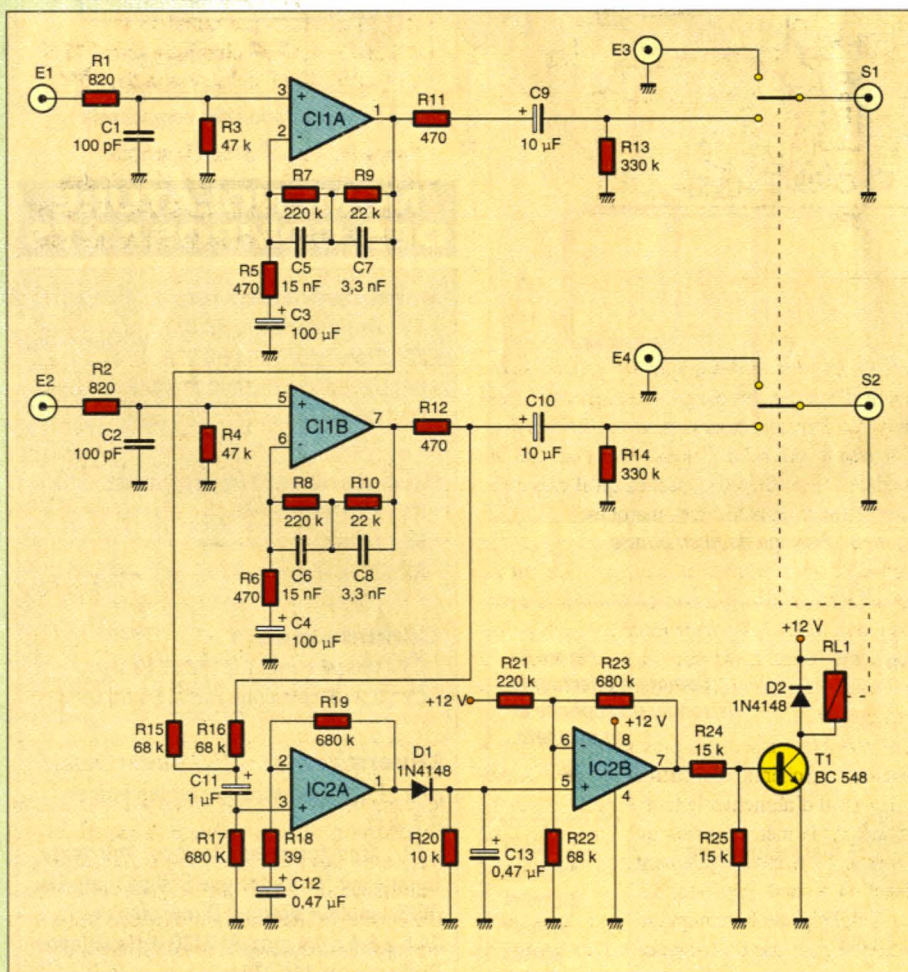 E1
R1
820
C1
100 pF
R3
47 k
3
+
2
-
CI1A
1
R11
470
C9
+
10 µF
R13
330 k
E3
S1
R7
220 k
R9
22 k
C5
15 nF
C7
3,3 nF
R5
470
+
C3
100 µF
E2
R2
820
C2
100 pF
R4
47 k
5
+
6
-
CI1B
7
R12
470
C10
+
10 µF
R14
330 k
E4
S2
R8
220 k
R10
22 k
C6
15 nF
C8
3,3 nF
R6
470
+
C4
100 µF
R15
68 k
R16
68 k
C11
+
1 µF
R17
680 K
R19
680 k
2
-
3
+
IC2A
1
R18
39
+
C12
0,47 µF
D1
1N4148
R20
10 k
+
C13
0,47 µF
+12 V
R21
220 k
R23
680 k
+12 V
8
6
-
5
+
IC2B
7
4
R22
68 k
R24
15 k
R25
15 k
+12 V
RL1
D2
1N4148
T1
BC 548